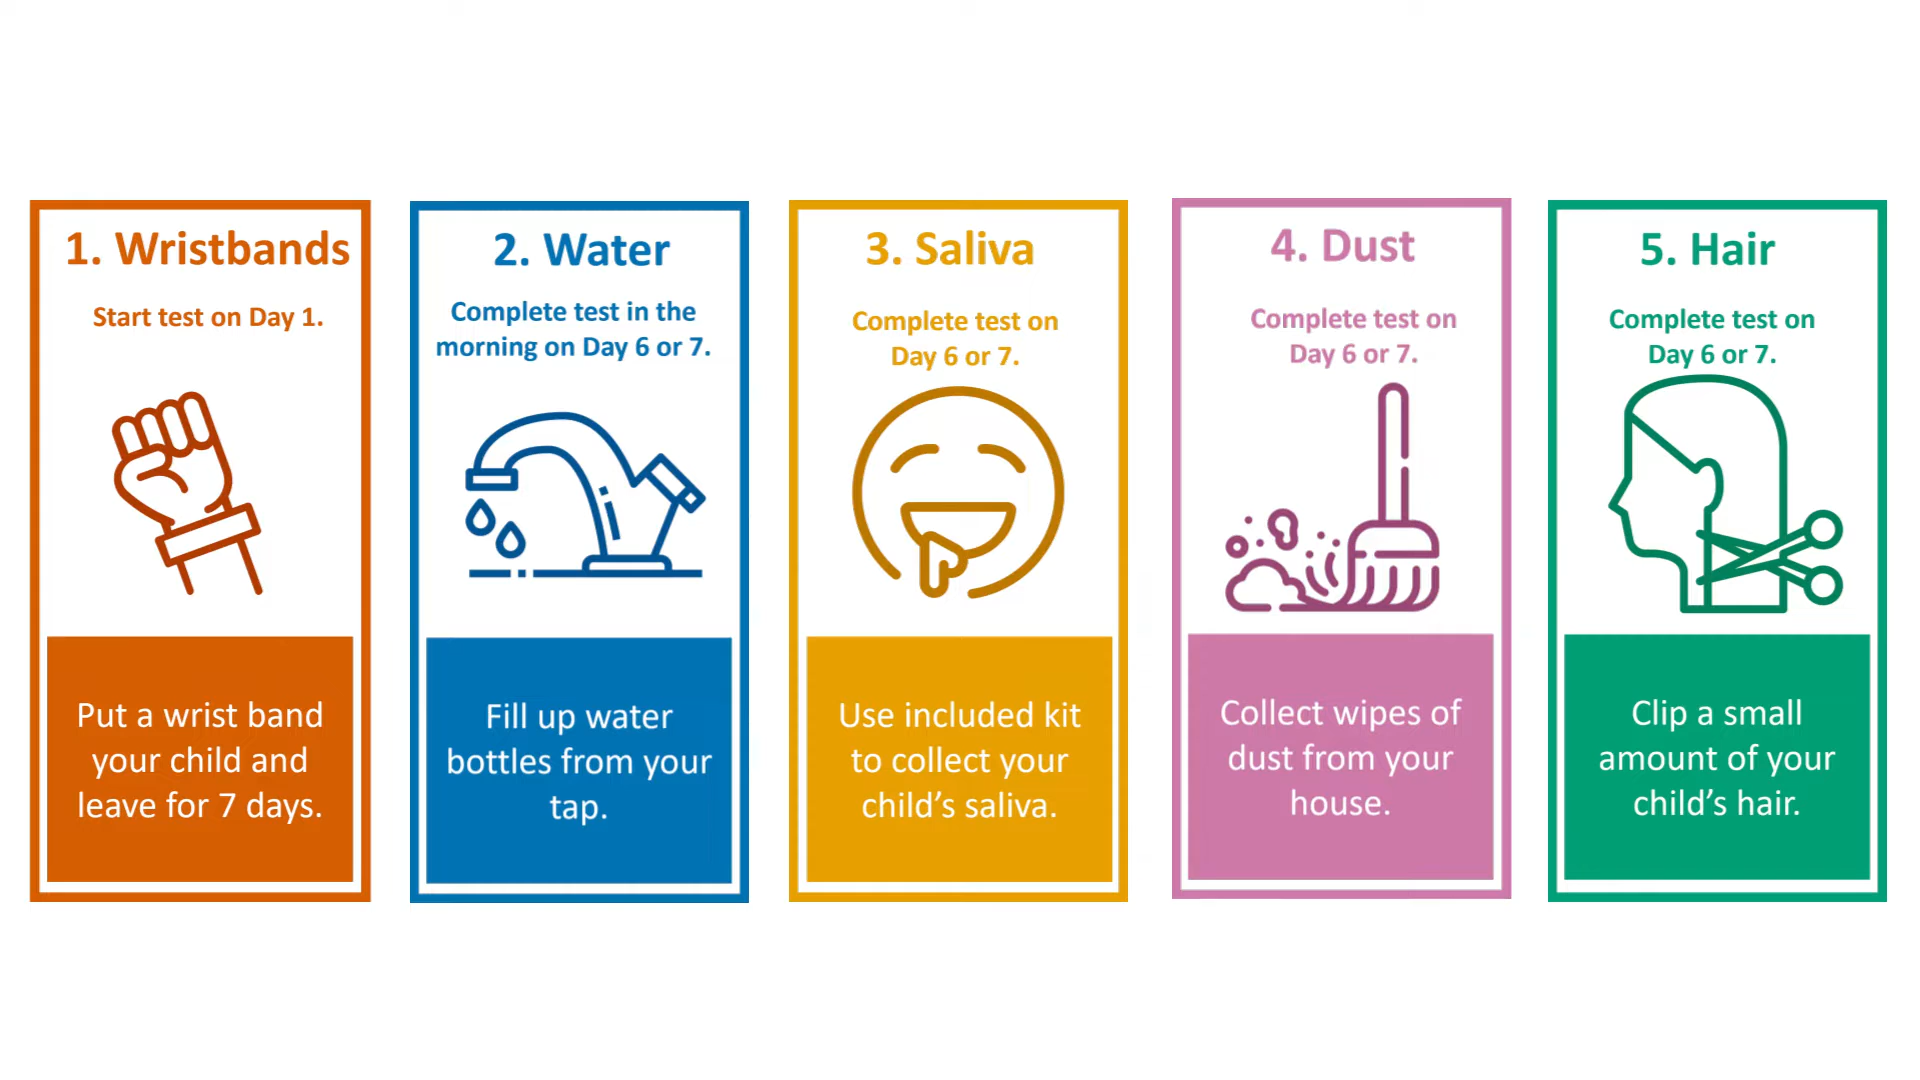 1. Wristbands
Start test on Day 1.
Put a wrist band
your child and
leave for 7 days.
2. Water
Complete test in the
morning on Day 6 or 7.
Fill up water
bottles from your
tap.
3. Saliva
Complete test on
Day 6 or 7.
Use included kit
to collect your
child’s saliva.
4. Dust
Complete test on
Day 6 or 7.
Collect wipes of
dust from your
house.
5. Hair
Complete test on
Day 6 or 7.
Clip a small
amount of your
child’s hair.